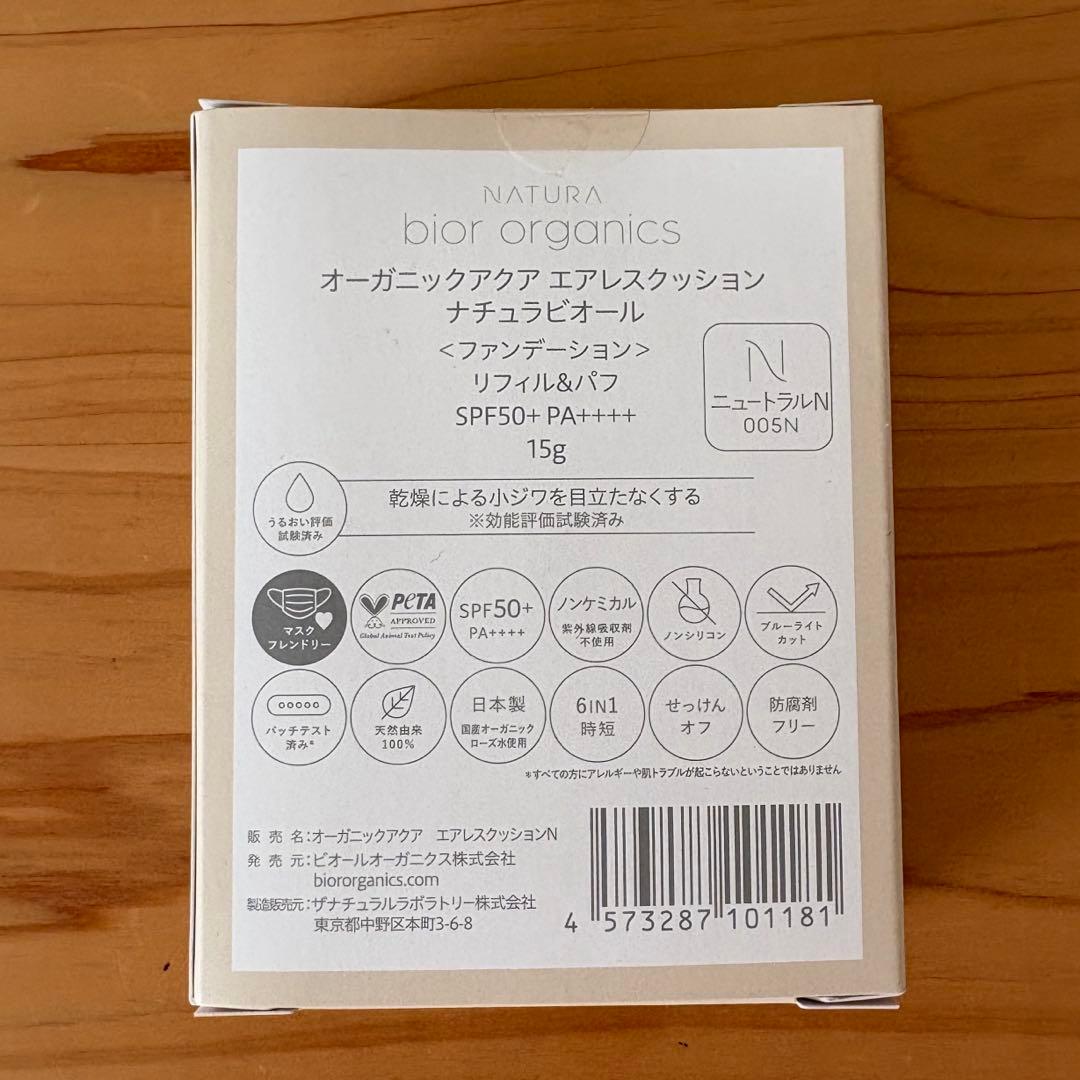 NATURA
bior organics
オーガニックアクア エアレスクッション
ナチュラビオール
<ファンデーション>
リフィル&パフ
SPF50+ PA++++
15g
N
ニュートラルN
005N
うるおい評価
試験済み
乾燥による小ジワを目立たなくする
※効能評価試験済み
マスク
フレンドリー
PeTA
APPROVED
Global Animal Test Policy
SPF50+
PA++++
ノンケミカル
紫外線吸収剤
不使用
ノンシリコン
ブルーライト
カット
パッチテスト
済み*
天然由来
100%
日本製
国産オーガニック
ローズ水使用
6IN1
時短
せっけん
オフ
防腐剤
フリー
*すべての方にアレルギーや肌トラブルが起こらないということではありません
販売名:オーガニックアクア エアレスクッションN
発売元:ビオールオーガニクス株式会社
biororganics.com
製造販売元:ザナチュラルラボラトリー株式会社
東京都中野区本町3-6-8
4 573287 101181